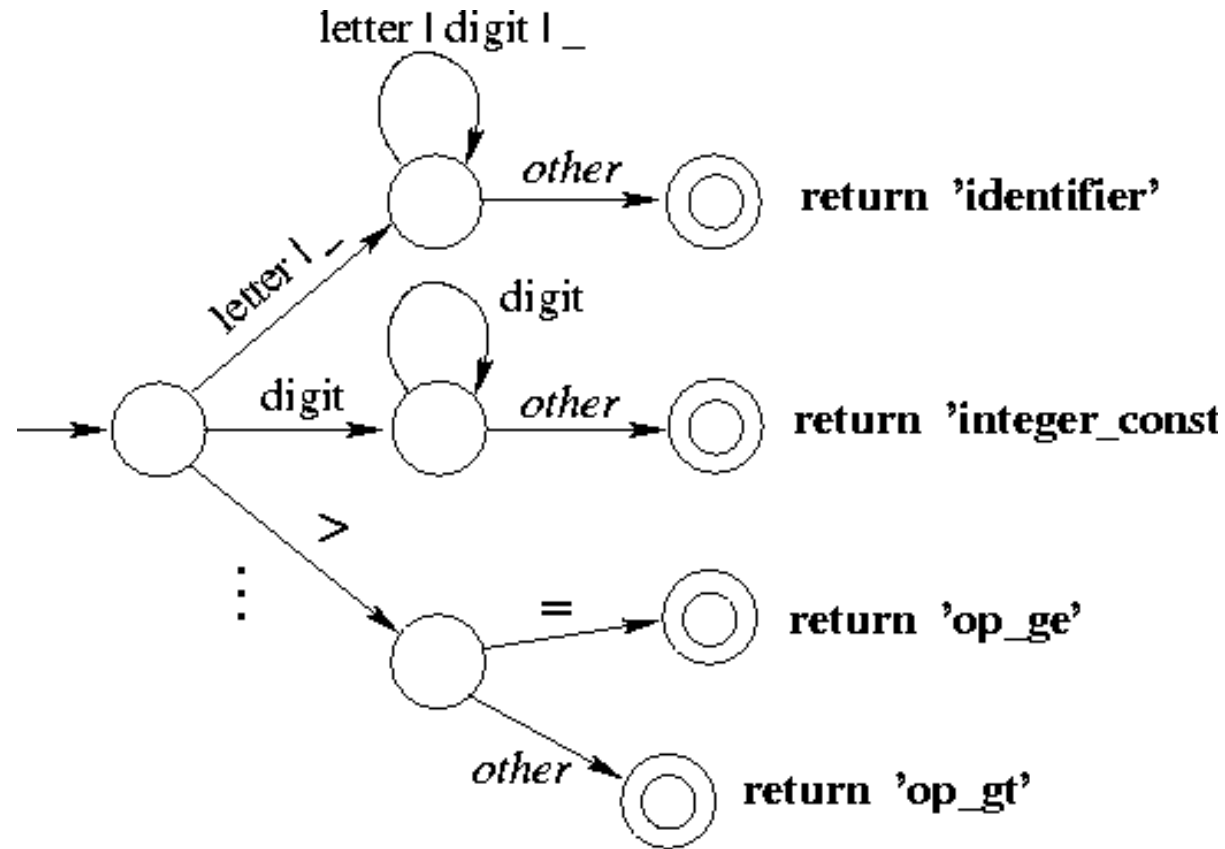 letter | digit | _
other
return 'identifier'
letter | _
digit
digit
other
return 'integer_const
>
=
return 'op_ge'
other
return 'op_gt'